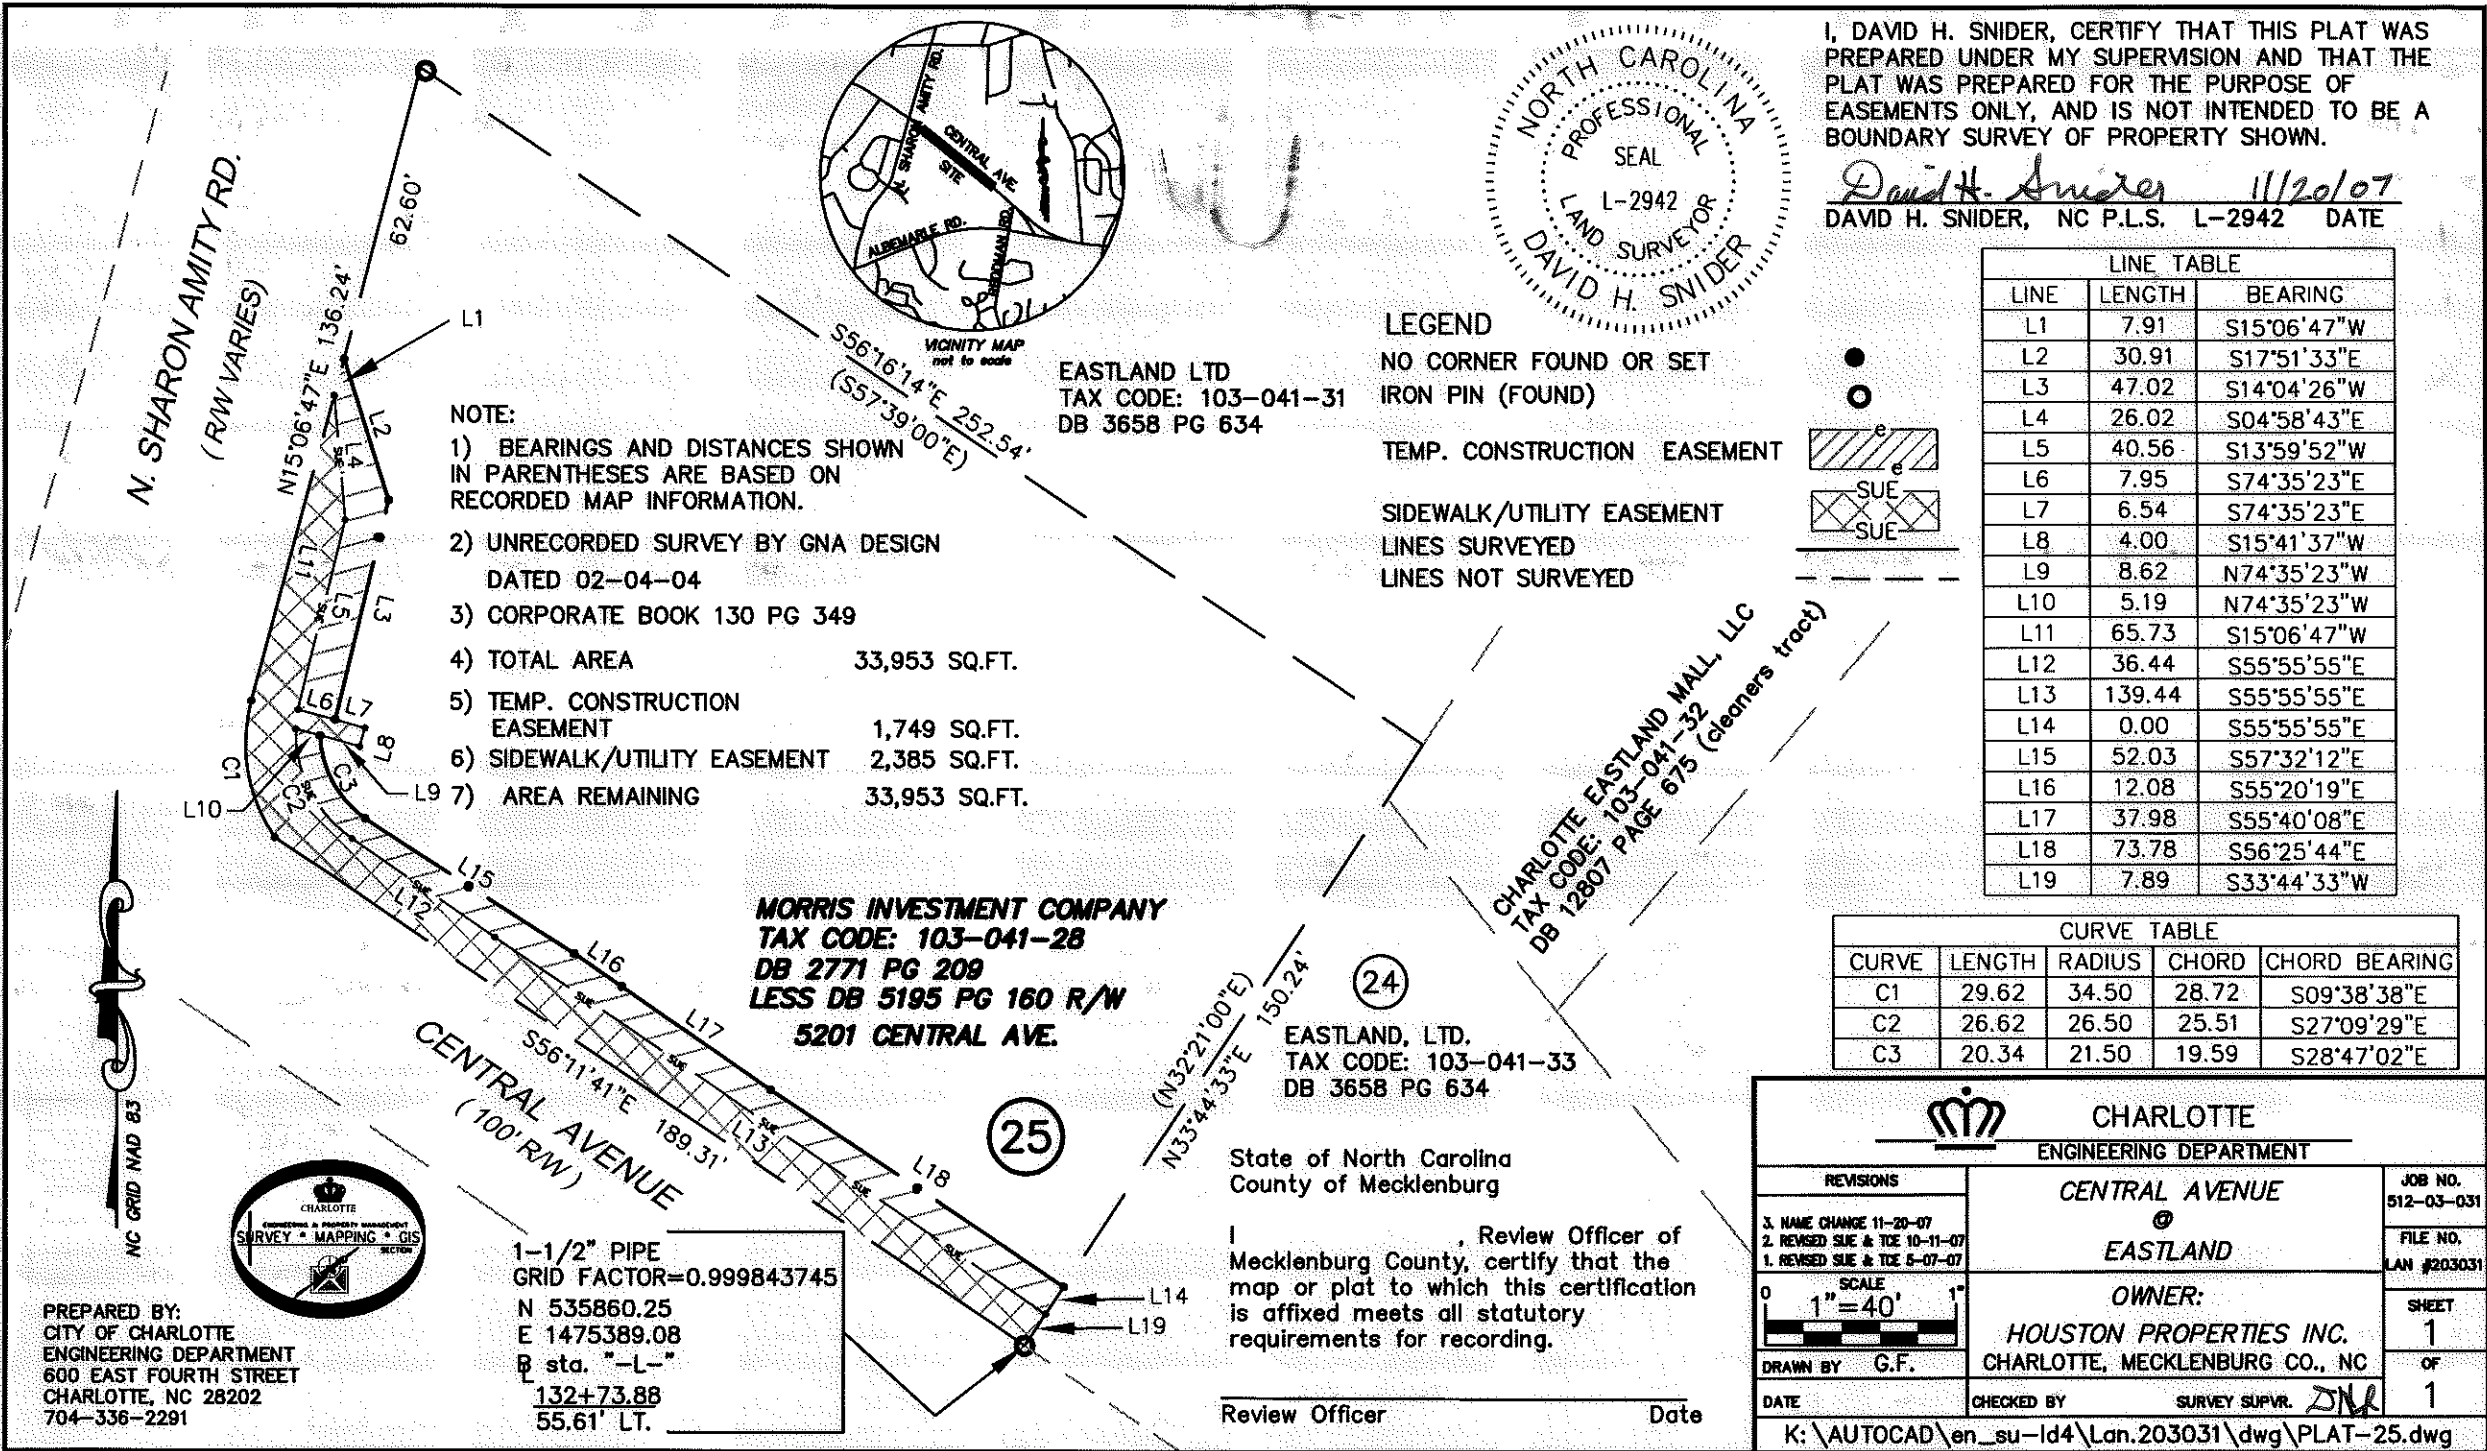 I, DAVID H. SNIDER, CERTIFY THAT THIS PLAT WAS
PREPARED UNDER MY SUPERVISION AND THAT THE
PLAT WAS PREPARED FOR THE PURPOSE OF
EASEMENTS ONLY, AND IS NOT INTENDED TO BE A
BOUNDARY SURVEY OF PROPERTY SHOWN.
David H. Snider 11/20/07
DAVID H. SNIDER, NC P.L.S. L-2942 DATE
NORTH CAROLINA
PROFESSIONAL
SEAL
L-2942
LAND SURVEYOR
DAVID H. SNIDER
N. SHARON AMITY RD.
(R/W VARIES)
62.60'
N15°06'47"E 136.24'
L1
L2
L4
SUE
L11
L5
L3
SUE
L6 L7
L8
C1
C3
C2
SUE
L9
L10
N. SHARON AMITY RD.
CENTRAL AVE.
SITE
ALBEMARLE RD.
VICINITY MAP
not to scale
S56°16'14"E 252.54'
(S57°39'00"E)
EASTLAND LTD
TAX CODE: 103-041-31
DB 3658 PG 634
LEGEND
NO CORNER FOUND OR SET
IRON PIN (FOUND)
TEMP. CONSTRUCTION EASEMENT
e
e
SIDEWALK/UTILITY EASEMENT
SUE
SUE
LINES SURVEYED
LINES NOT SURVEYED
NOTE:
1) BEARINGS AND DISTANCES SHOWN
IN PARENTHESES ARE BASED ON
RECORDED MAP INFORMATION.
2) UNRECORDED SURVEY BY GNA DESIGN
DATED 02-04-04
3) CORPORATE BOOK 130 PG 349
4) TOTAL AREA 33,953 SQ.FT.
5) TEMP. CONSTRUCTION
EASEMENT 1,749 SQ.FT.
6) SIDEWALK/UTILITY EASEMENT 2,385 SQ.FT.
7) AREA REMAINING 33,953 SQ.FT.
LINE TABLE
LINE LENGTH BEARING
L1 7.91 S15°06'47"W
L2 30.91 S17°51'33"E
L3 47.02 S14°04'26"W
L4 26.02 S04°58'43"E
L5 40.56 S13°59'52"W
L6 7.95 S74°35'23"E
L7 6.54 S74°35'23"E
L8 4.00 S15°41'37"W
L9 8.62 N74°35'23"W
L10 5.19 N74°35'23"W
L11 65.73 S15°06'47"W
L12 36.44 S55°55'55"E
L13 139.44 S55°55'55"E
L14 0.00 S55°55'55"E
L15 52.03 S57°32'12"E
L16 12.08 S55°20'19"E
L17 37.98 S55°40'08"E
L18 73.78 S56°25'44"E
L19 7.89 S33°44'33"W
CURVE TABLE
CURVE LENGTH RADIUS CHORD CHORD BEARING
C1 29.62 34.50 28.72 S09°38'38"E
C2 26.62 26.50 25.51 S27°09'29"E
C3 20.34 21.50 19.59 S28°47'02"E
CHARLOTTE EASTLAND MALL, LLC
TAX CODE: 103-041-32
DB 12807 PAGE 675 (cleaners tract)
MORRIS INVESTMENT COMPANY
TAX CODE: 103-041-28
DB 2771 PG 209
LESS DB 5195 PG 160 R/W
5201 CENTRAL AVE.
L15
SUE
L12
L16
SUE
L17
SUE
SUE
L13
L18
SUE
SUE
L14
L19
CENTRAL AVENUE
(100' R/W)
S56°11'41"E 189.31'
25
(N32°21'00"E)
N33°44'33"E 150.24'
24
EASTLAND, LTD.
TAX CODE: 103-041-33
DB 3658 PG 634
State of North Carolina
County of Mecklenburg
I , Review Officer of
Mecklenburg County, certify that the
map or plat to which this certification
is affixed meets all statutory
requirements for recording.
Review Officer Date
NC GRID NAD 83
CHARLOTTE
ENGINEERING & PROPERTY MANAGEMENT
SURVEY * MAPPING * GIS
SECTION
PREPARED BY:
CITY OF CHARLOTTE
ENGINEERING DEPARTMENT
600 EAST FOURTH STREET
CHARLOTTE, NC 28202
704-336-2291
1-1/2" PIPE
GRID FACTOR=0.999843745
N 535860.25
E 1475389.08
BL sta. "-L-"
132+73.88
55.61' LT.
CHARLOTTE
ENGINEERING DEPARTMENT
REVISIONS
3. NAME CHANGE 11-20-07
2. REVISED SUE & TCE 10-11-07
1. REVISED SUE & TCE 5-07-07
CENTRAL AVENUE
@
EASTLAND
JOB NO.
512-03-031
FILE NO.
LAN #203031
SCALE
0 1"=40' 1"
OWNER:
HOUSTON PROPERTIES INC.
CHARLOTTE, MECKLENBURG CO., NC
SHEET
1
OF
1
DRAWN BY G.F.
DATE
CHECKED BY SURVEY SUPVR.
K:\AUTOCAD\en_su-ld4\Lan.203031\dwg\PLAT-25.dwg